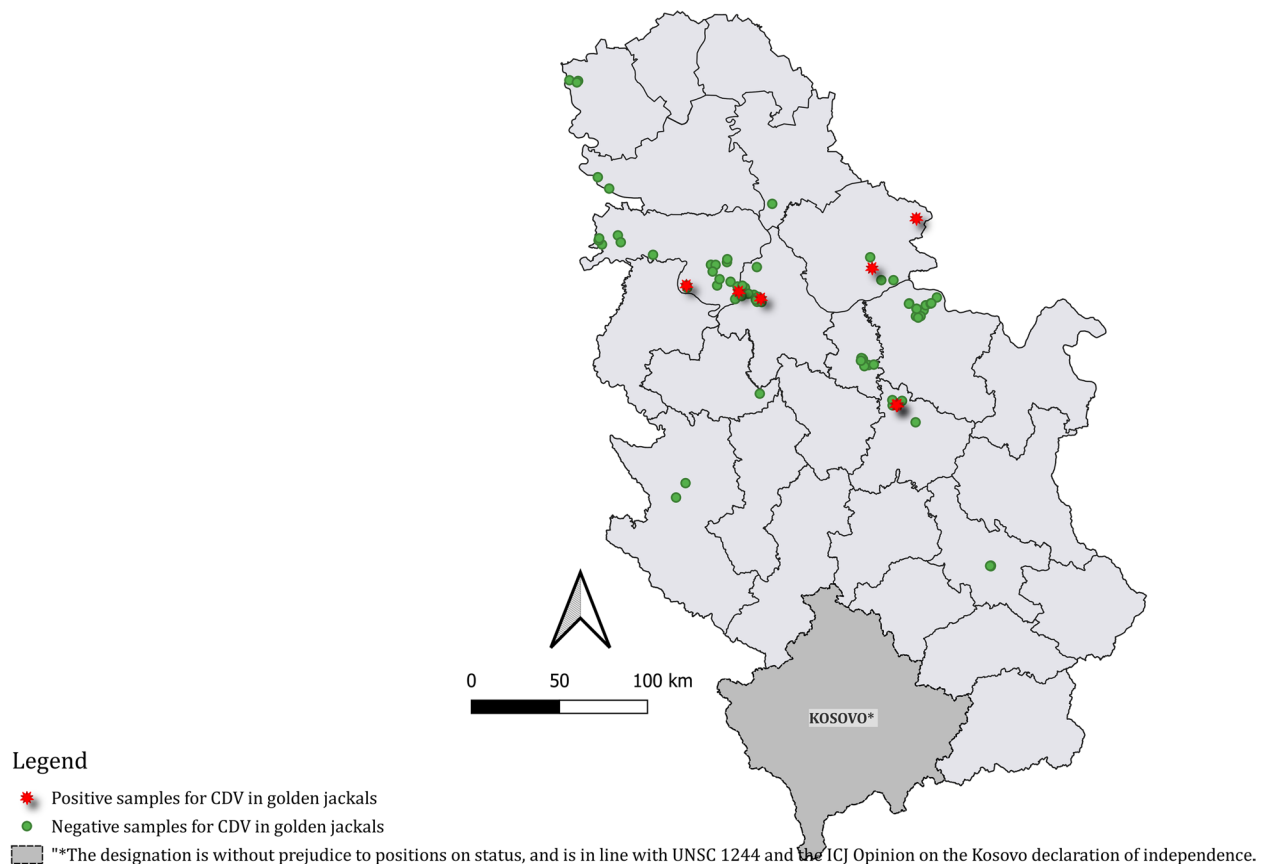 KOSOVO*
0 50 100 km
Legend
Positive samples for CDV in golden jackals
Negative samples for CDV in golden jackals
"*The designation is without prejudice to positions on status, and is in line with UNSC 1244 and the ICJ Opinion on the Kosovo declaration of independence.